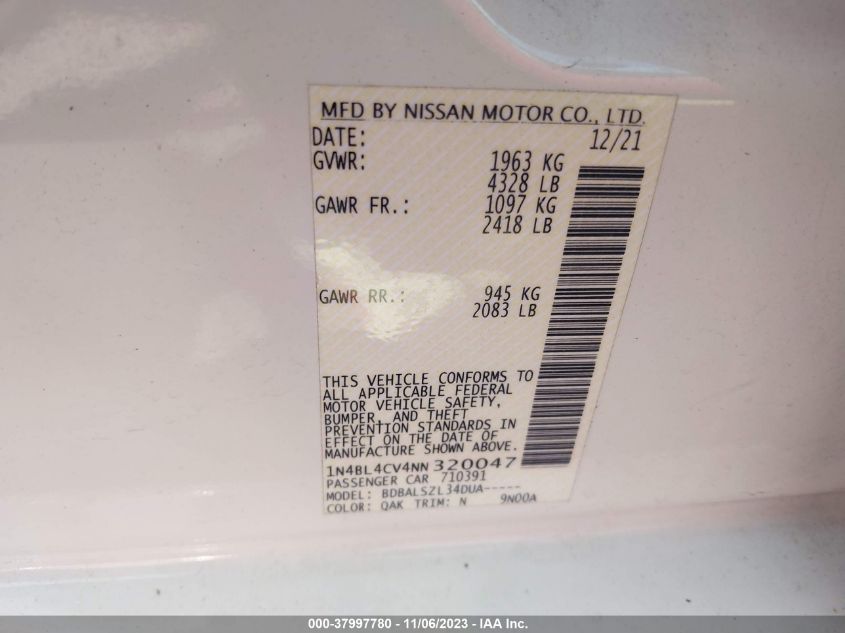 MFD BY NISSAN MOTOR CO., LTD.
DATE: 12/21
GVWR: 1963 KG
4328 LB
GAWR FR.: 1097 KG
2418 LB
GAWR RR.: 945 KG
2083 LB
THIS VEHICLE CONFORMS TO
ALL APPLICABLE FEDERAL
MOTOR VEHICLE SAFETY,
BUMPER, AND THEFT
PREVENTION STANDARDS IN
EFFECT ON THE DATE OF
MANUFACTURE SHOWN ABOVE.
1N4BL4CV4NN320047
PASSENGER CAR 710391
MODEL: BDBALSZL34DUA-----
COLOR: QAK TRIM: N 9N00A
000-37997780 - 11/06/2023 - IAA Inc.